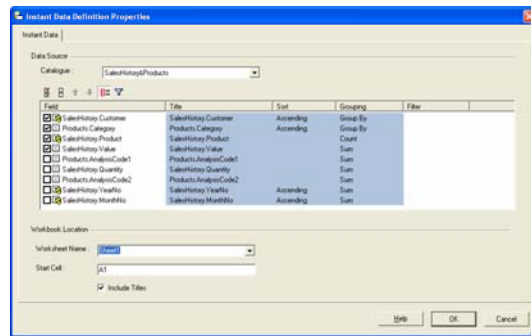 Instant Data Definition Properties
Instant Data
Data Source
Catalogue : SalesHistory&Products
Field Title Sort Grouping Filter
SalesHistory.Customer SalesHistory.Customer Ascending Group By
Products.Category Products.Category Ascending Group By
SalesHistory.Product SalesHistory.Product Count
SalesHistory.Value SalesHistory.Value Sum
Products.AnalysisCode1 Products.AnalysisCode1 Sum
SalesHistory.Quantity SalesHistory.Quantity Sum
Products.AnalysisCode2 Products.AnalysisCode2 Sum
SalesHistory.YearNo SalesHistory.YearNo Ascending Sum
SalesHistory.MonthNo SalesHistory.MonthNo Ascending Sum
Workbook Location
Worksheet Name : Sheet1
Start Cell : A1
Include Titles
Help OK Cancel